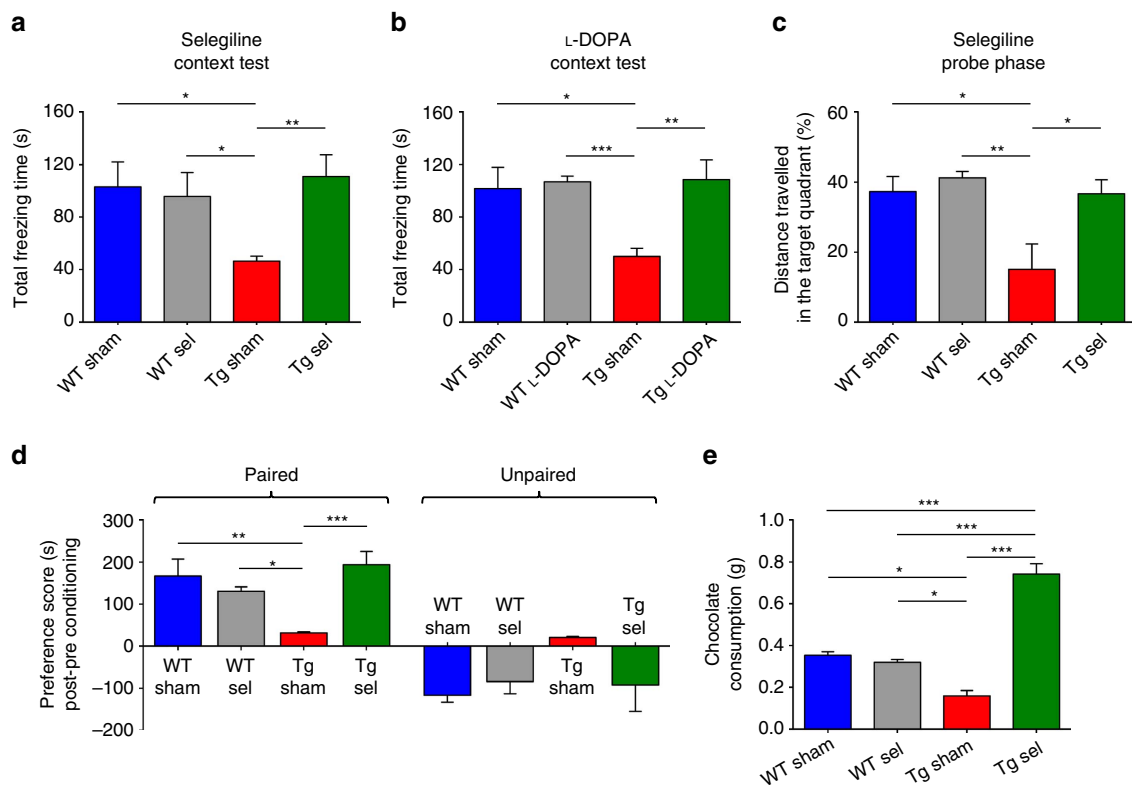 a
Selegiline
context test
Total freezing time (s)
160
120
80
40
0
*
**
*
WT sham
WT sel
Tg sham
Tg sel
b
L-DOPA
context test
Total freezing time (s)
160
120
80
40
0
*
**
***
WT sham
WT L-DOPA
Tg sham
Tg L-DOPA
c
Selegiline
probe phase
Distance travelled
in the target quadrant (%)
60
40
20
0
*
*
**
WT sham
WT sel
Tg sham
Tg sel
d
Paired
Unpaired
Preference score (s)
post-pre conditioning
300
200
100
0
−100
−200
***
**
*
WT
sham
WT
sel
Tg
sham
Tg
sel
WT
sham
WT
sel
Tg
sham
Tg
sel
e
Chocolate
consumption (g)
1.0
0.8
0.6
0.4
0.2
0.0
***
***
***
*
*
WT sham
WT sel
Tg sham
Tg sel